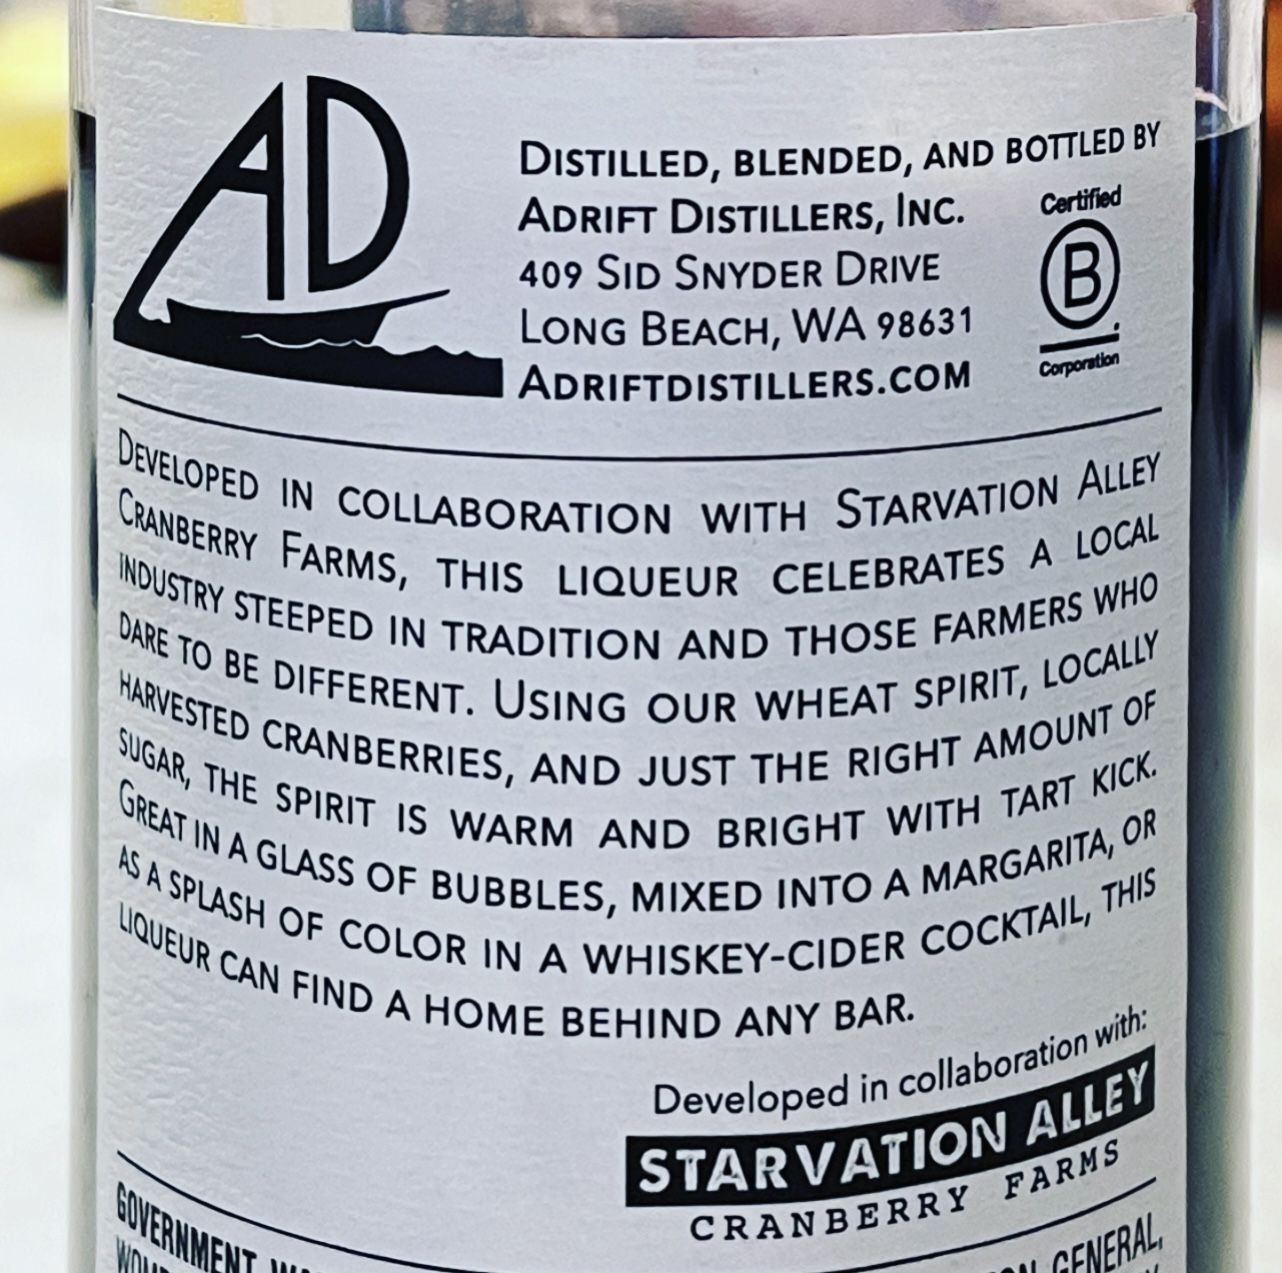 AD
DISTILLED, BLENDED, AND BOTTLED BY
ADRIFT DISTILLERS, INC.
409 SID SNYDER DRIVE
LONG BEACH, WA 98631
ADRIFTDISTILLERS.COM
Certified
B
Corporation
DEVELOPED IN COLLABORATION WITH STARVATION ALLEY
CRANBERRY FARMS, THIS LIQUEUR CELEBRATES A LOCAL
INDUSTRY STEEPED IN TRADITION AND THOSE FARMERS WHO
DARE TO BE DIFFERENT. USING OUR WHEAT SPIRIT, LOCALLY
HARVESTED CRANBERRIES, AND JUST THE RIGHT AMOUNT OF
SUGAR, THE SPIRIT IS WARM AND BRIGHT WITH TART KICK.
GREAT IN A GLASS OF BUBBLES, MIXED INTO A MARGARITA, OR
AS A SPLASH OF COLOR IN A WHISKEY-CIDER COCKTAIL, THIS
LIQUEUR CAN FIND A HOME BEHIND ANY BAR.
Developed in collaboration with:
STARVATION ALLEY
CRANBERRY FARMS
GOVERNMENT GENERAL,